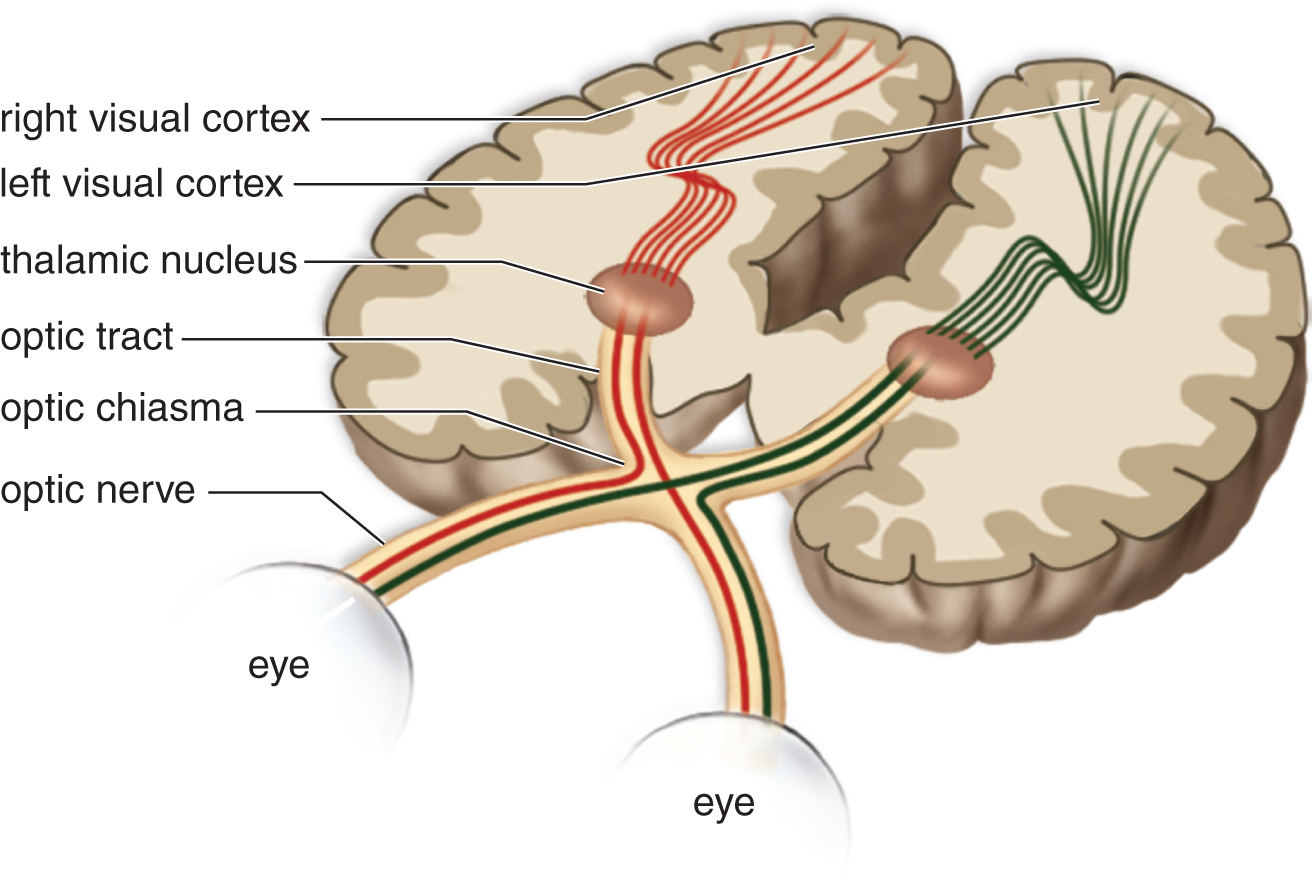 right visual cortex
left visual cortex
thalamic nucleus
optic tract
optic chiasma
optic nerve
eye
eye